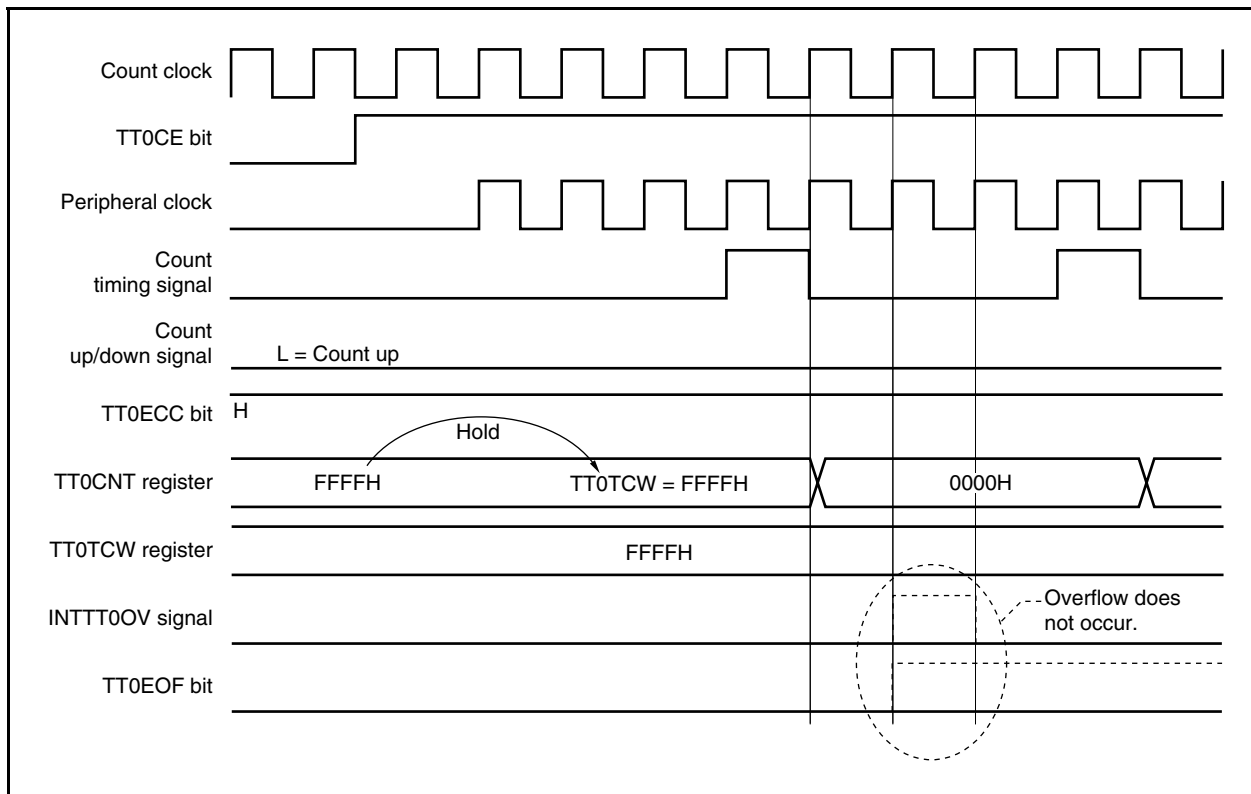 Count clock
TT0CE bit
Peripheral clock
Count
timing signal
Count
up/down signal
L = Count up
TT0ECC bit
H
Hold
TT0CNT register
FFFFH
TT0TCW = FFFFH
0000H
TT0TCW register
FFFFH
INTTT0OV signal
Overflow does
not occur.
TT0EOF bit